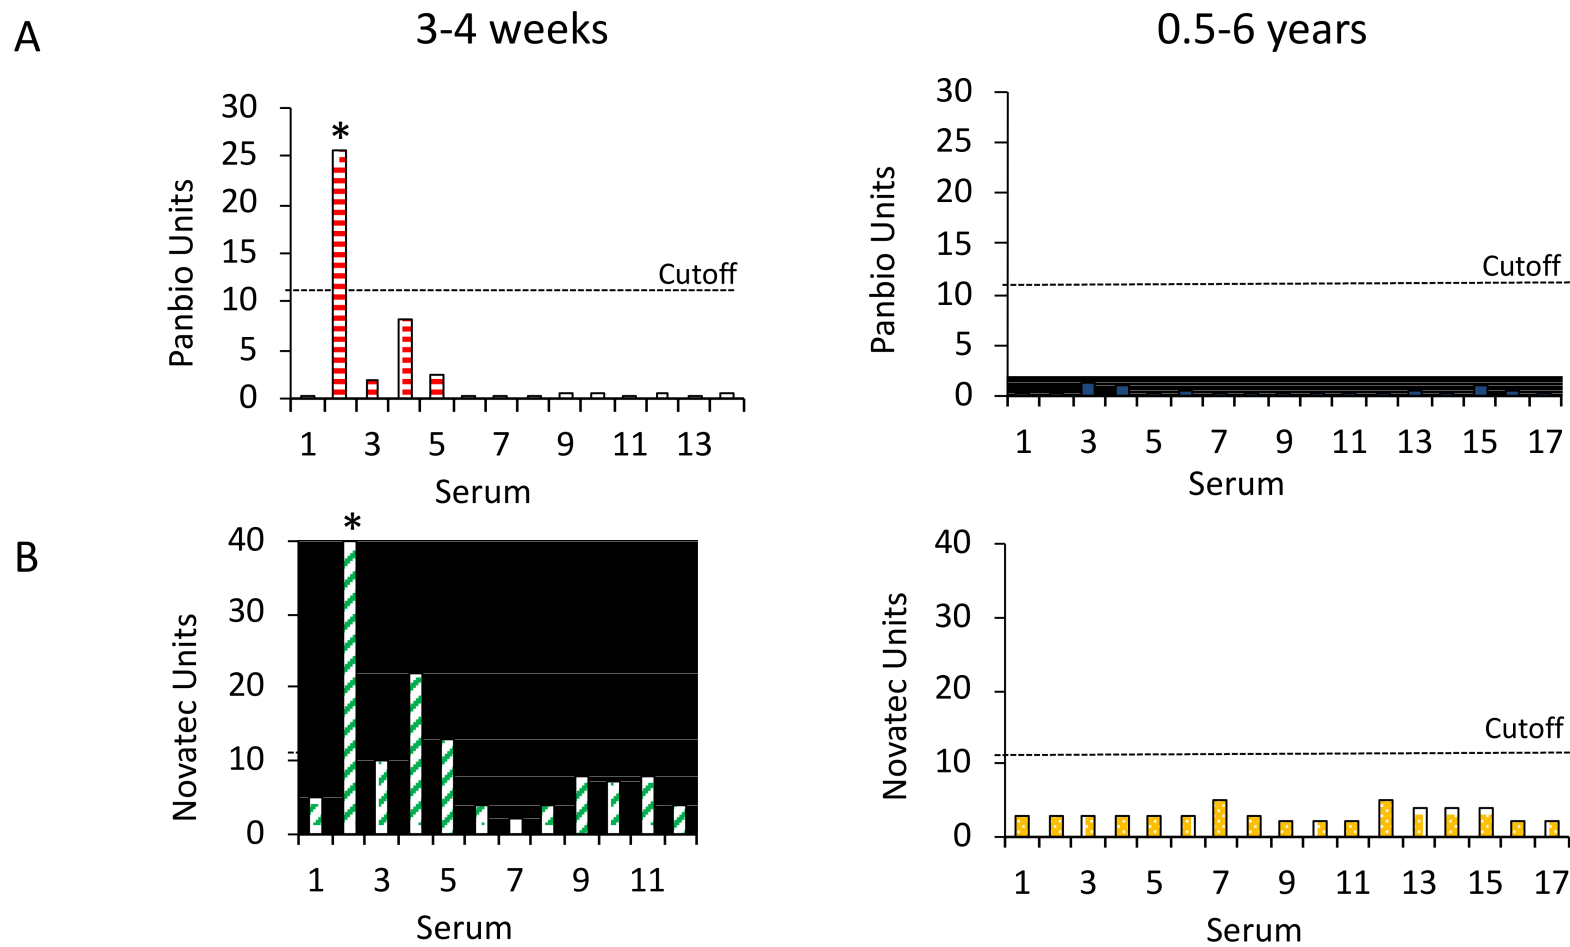 A
3-4 weeks
0.5-6 years
Panbio Units
30
25
20
15
10
5
0
*
Cutoff
1 3 5 7 9 11 13
Serum
Panbio Units
30
25
20
15
10
5
0
Cutoff
1 3 5 7 9 11 13 15 17
Serum
B
Novatec Units
40
30
20
10
0
*
1 3 5 7 9 11
Serum
Novatec Units
40
30
20
10
0
Cutoff
1 3 5 7 9 11 13 15 17
Serum